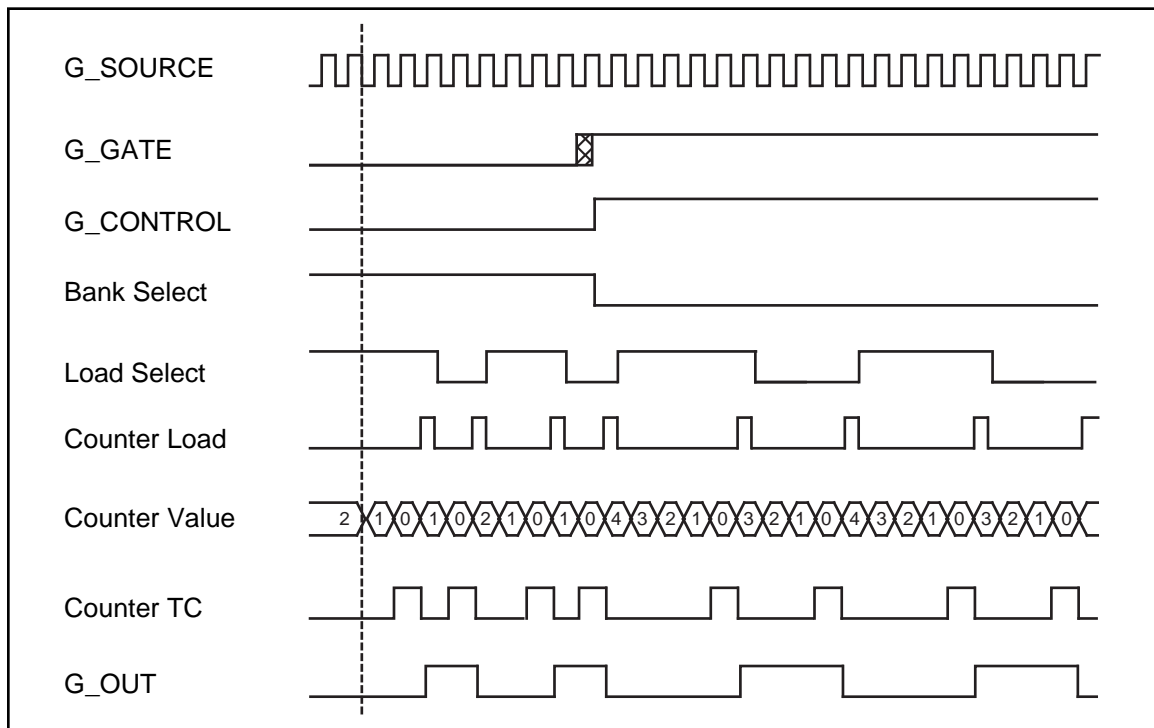 G_SOURCE
G_GATE
G_CONTROL
Bank Select
Load Select
Counter Load
Counter Value 2 1 0 1 0 2 1 0 1 0 4 3 2 1 0 3 2 1 0 4 3 2 1 0 3 2 1 0
Counter TC
G_OUT